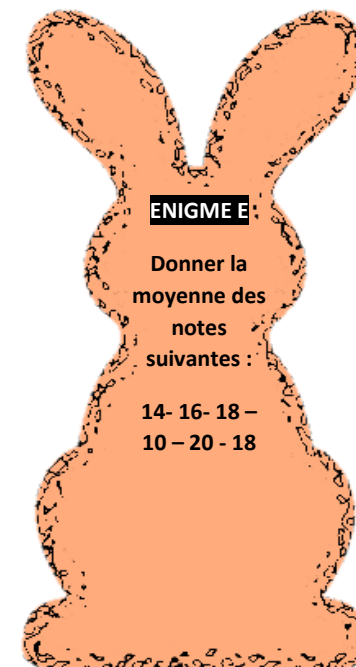 ENIGME E
Donner la
moyenne des
notes
suivantes :
14- 16- 18 –
10 – 20 - 18